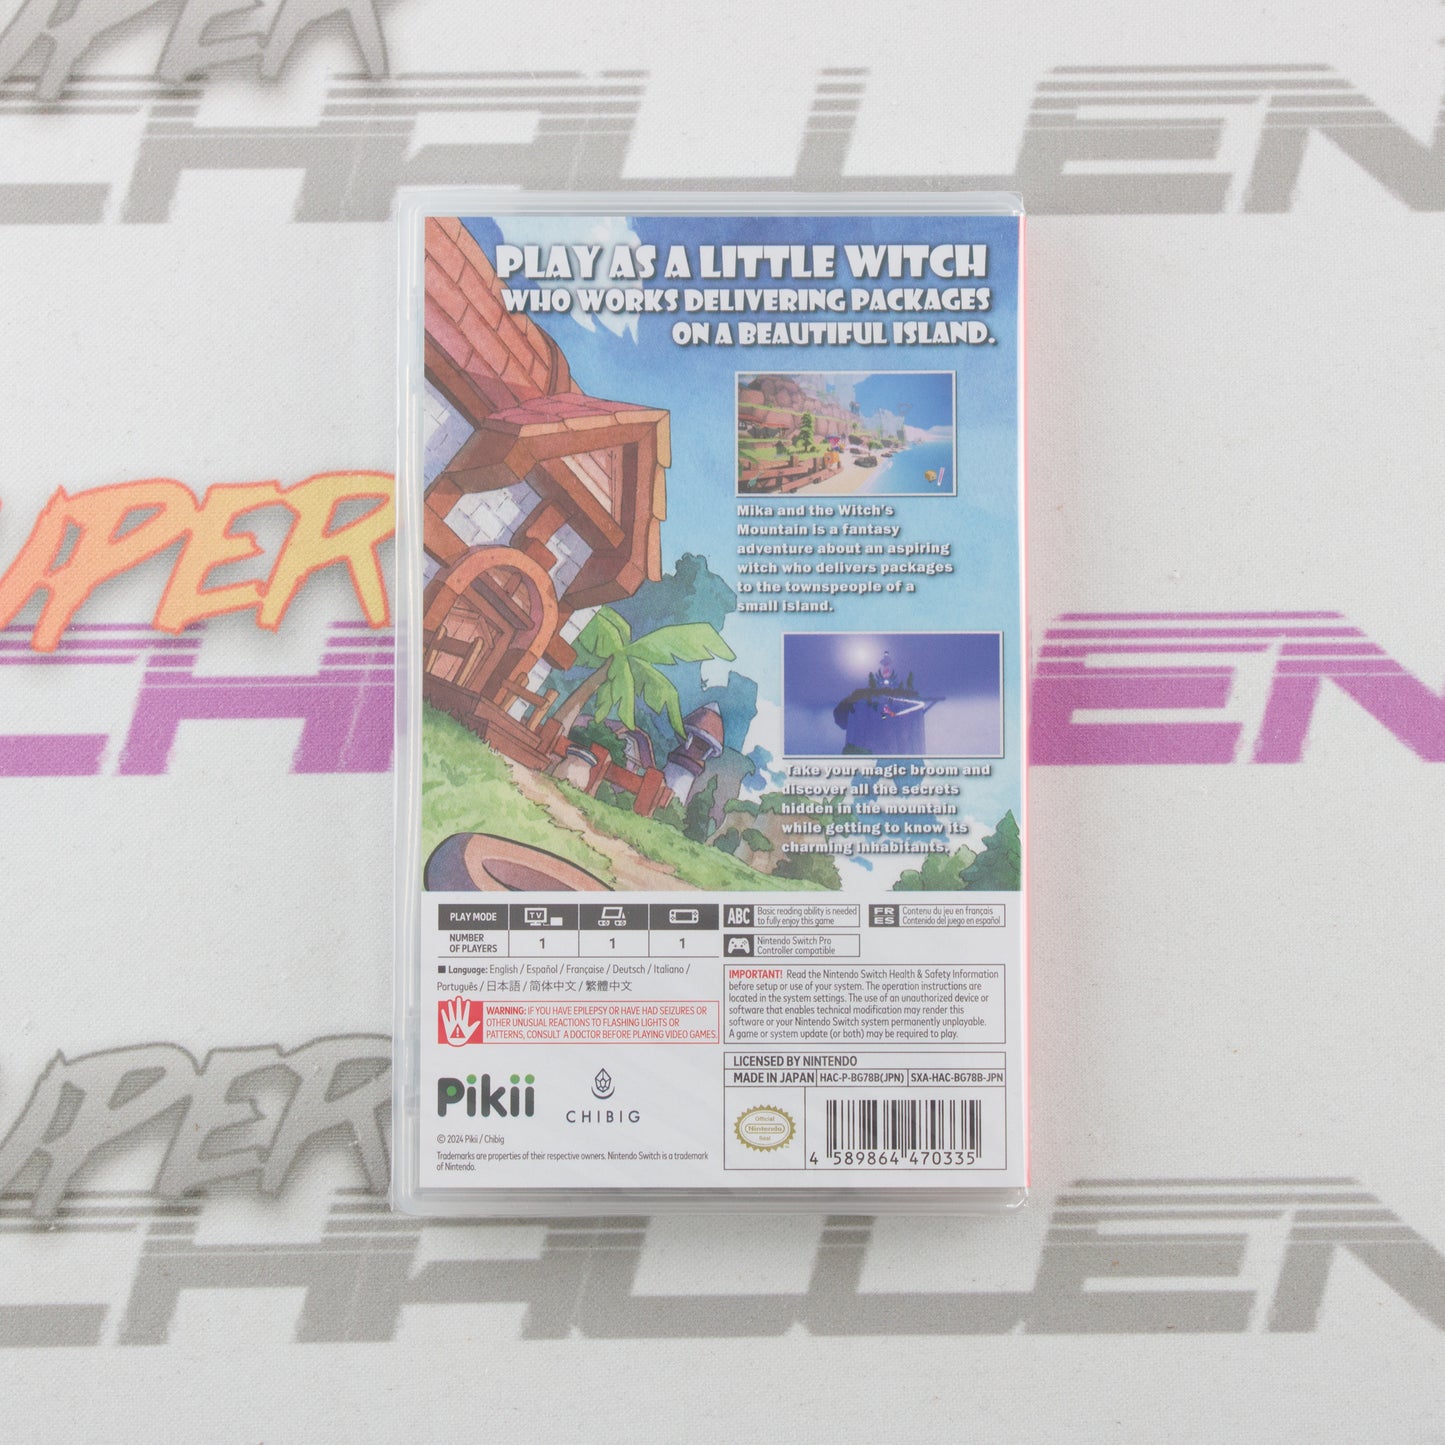 SUPER
CHALLENGE
PLAY AS A LITTLE WITCH
WHO WORKS DELIVERING PACKAGES
ON A BEAUTIFUL ISLAND.
Mika and the Witch's
Mountain is a fantasy
adventure about an aspiring
witch who delivers packages
to the townspeople of a
small island.
Take your magic broom and
discover all the secrets
hidden in the mountain
while getting to know its
charming inhabitants.
PLAY MODE
TV
NUMBER
OF PLAYERS
1 1 1
ABC Basic reading ability is needed
to fully enjoy this game
FR Contenu du jeu en français
ES Contenido del juego en español
Nintendo Switch Pro
Controller compatible
■ Language: English / Español / Française / Deutsch / Italiano /
Português / 日本語 / 简体中文 / 繁體中文
WARNING: IF YOU HAVE EPILEPSY OR HAVE HAD SEIZURES OR
OTHER UNUSUAL REACTIONS TO FLASHING LIGHTS OR
PATTERNS, CONSULT A DOCTOR BEFORE PLAYING VIDEO GAMES.
IMPORTANT! Read the Nintendo Switch Health & Safety Information
before setup or use of your system. The operation instructions are
located in the system settings. The use of an unauthorized device or
software that enables technical modification may render this
software or your Nintendo Switch system permanently unplayable.
A game or system update (or both) may be required to play.
LICENSED BY NINTENDO
MADE IN JAPAN HAC-P-BG78B(JPN) SXA-HAC-BG78B-JPN
Official
Nintendo
Seal
4 589864 470335
Pikii
CHIBIG
© 2024 Pikii / Chibig
Trademarks are properties of their respective owners. Nintendo Switch is a trademark
of Nintendo.